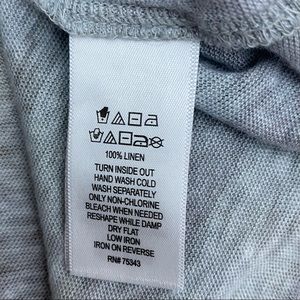 100% LINEN
TURN INSIDE OUT
HAND WASH COLD
WASH SEPARATELY
ONLY NON-CHLORINE
BLEACH WHEN NEEDED
RESHAPE WHILE DAMP
DRY FLAT
LOW IRON
IRON ON REVERSE
RN# 75343